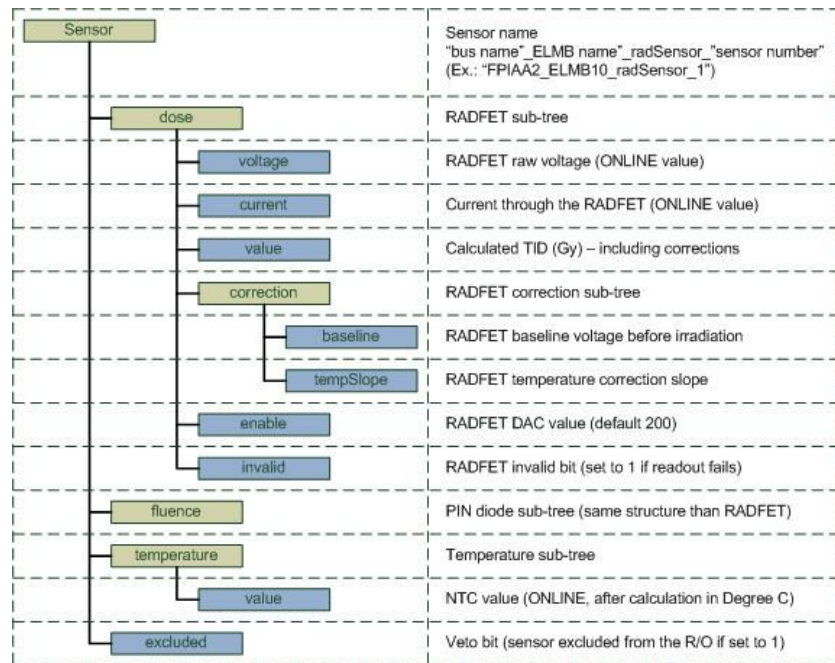 Sensor
Sensor name
“bus name”_ELMB name”_radSensor_”sensor number”
(Ex.: “FPIAA2_ELMB10_radSensor_1”)
dose
RADFET sub-tree
voltage
RADFET raw voltage (ONLINE value)
current
Current through the RADFET (ONLINE value)
value
Calculated TID (Gy) – including corrections
correction
RADFET correction sub-tree
baseline
RADFET baseline voltage before irradiation
tempSlope
RADFET temperature correction slope
enable
RADFET DAC value (default 200)
invalid
RADFET invalid bit (set to 1 if readout fails)
fluence
PIN diode sub-tree (same structure than RADFET)
temperature
Temperature sub-tree
value
NTC value (ONLINE, after calculation in Degree C)
excluded
Veto bit (sensor excluded from the R/O if set to 1)